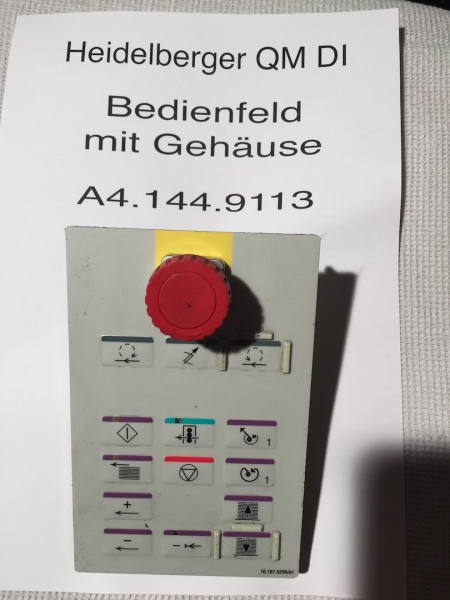 Heidelberger QM DI
Bedienfeld
mit Gehäuse
A4.144.9113
1
1
+
-
-